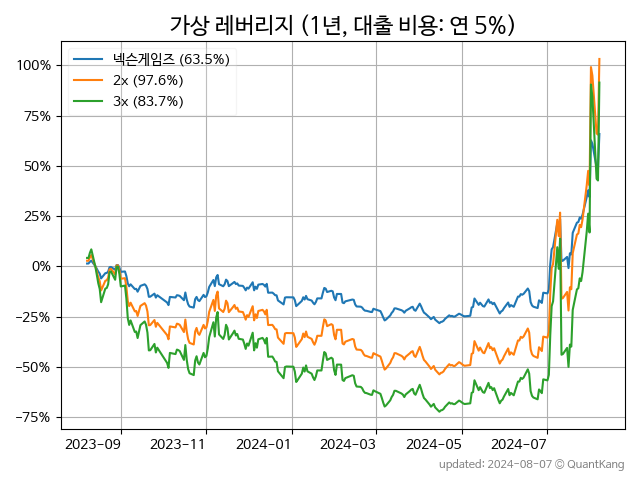 가상 레버리지 (1년, 대출 비용: 연 5%)
넥슨게임즈 (63.5%)
2x (97.6%)
3x (83.7%)
100%
75%
50%
25%
0%
−25%
−50%
−75%
2023-09 2023-11 2024-01 2024-03 2024-05 2024-07
updated: 2024-08-07 © QuantKang